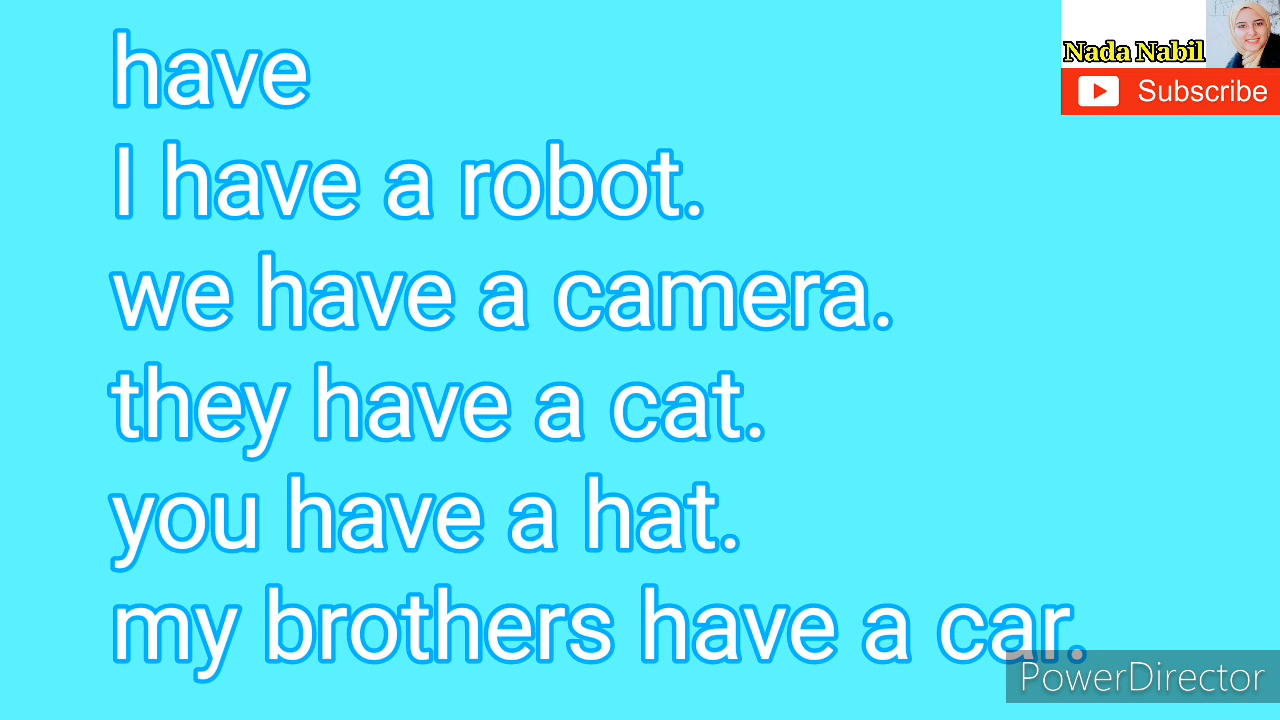 have
I have a robot.
we have a camera.
they have a cat.
you have a hat.
my brothers have a car.
Nada Nabil
Subscribe
PowerDirector